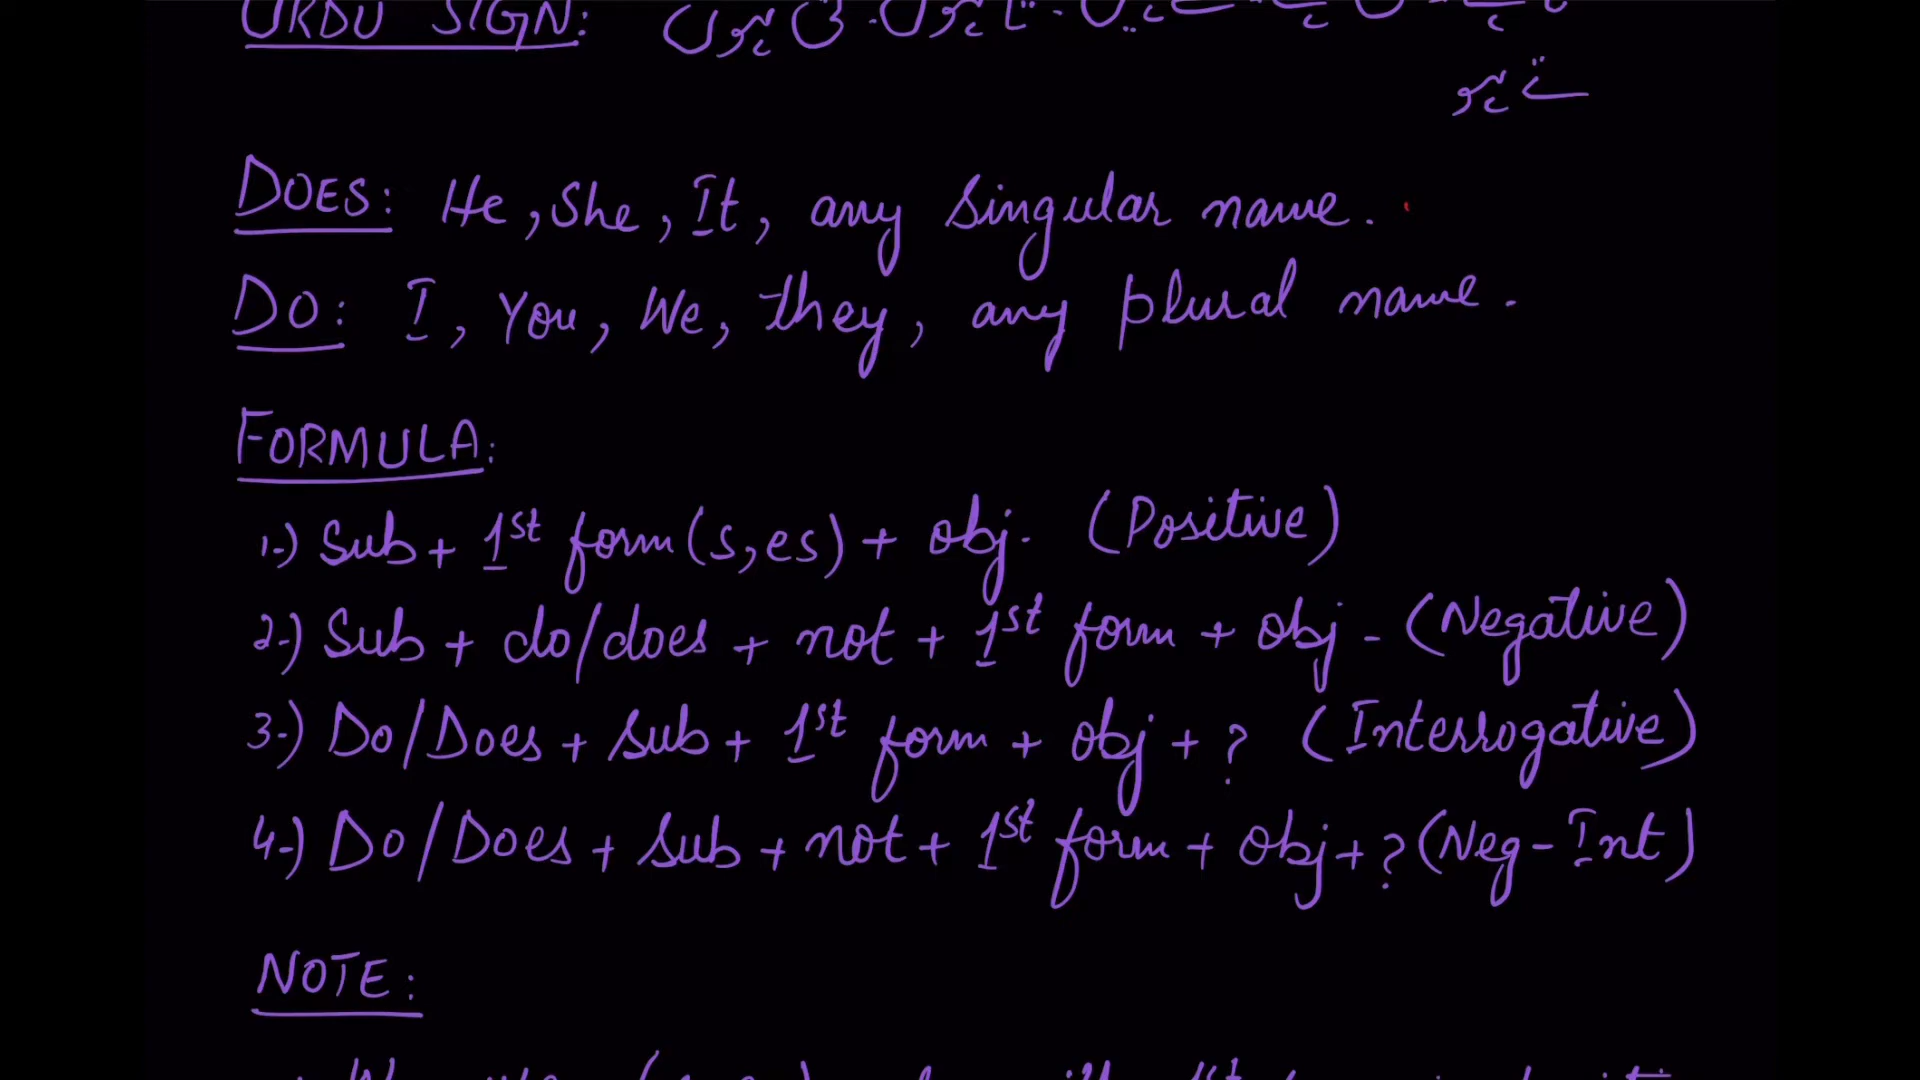 URDU SIGN:
DOES: He, She, It, any singular name.
DO: I, You, We, they, any plural name.
FORMULA:
1.) Sub + 1st form (s, es) + obj. (Positive)
2.) Sub + do/does + not + 1st form + obj - (Negative)
3.) Do/Does + sub + 1st form + obj + ? (Interrogative)
4.) Do/Does + sub + not + 1st form + obj + ? (Neg-Int)
NOTE: